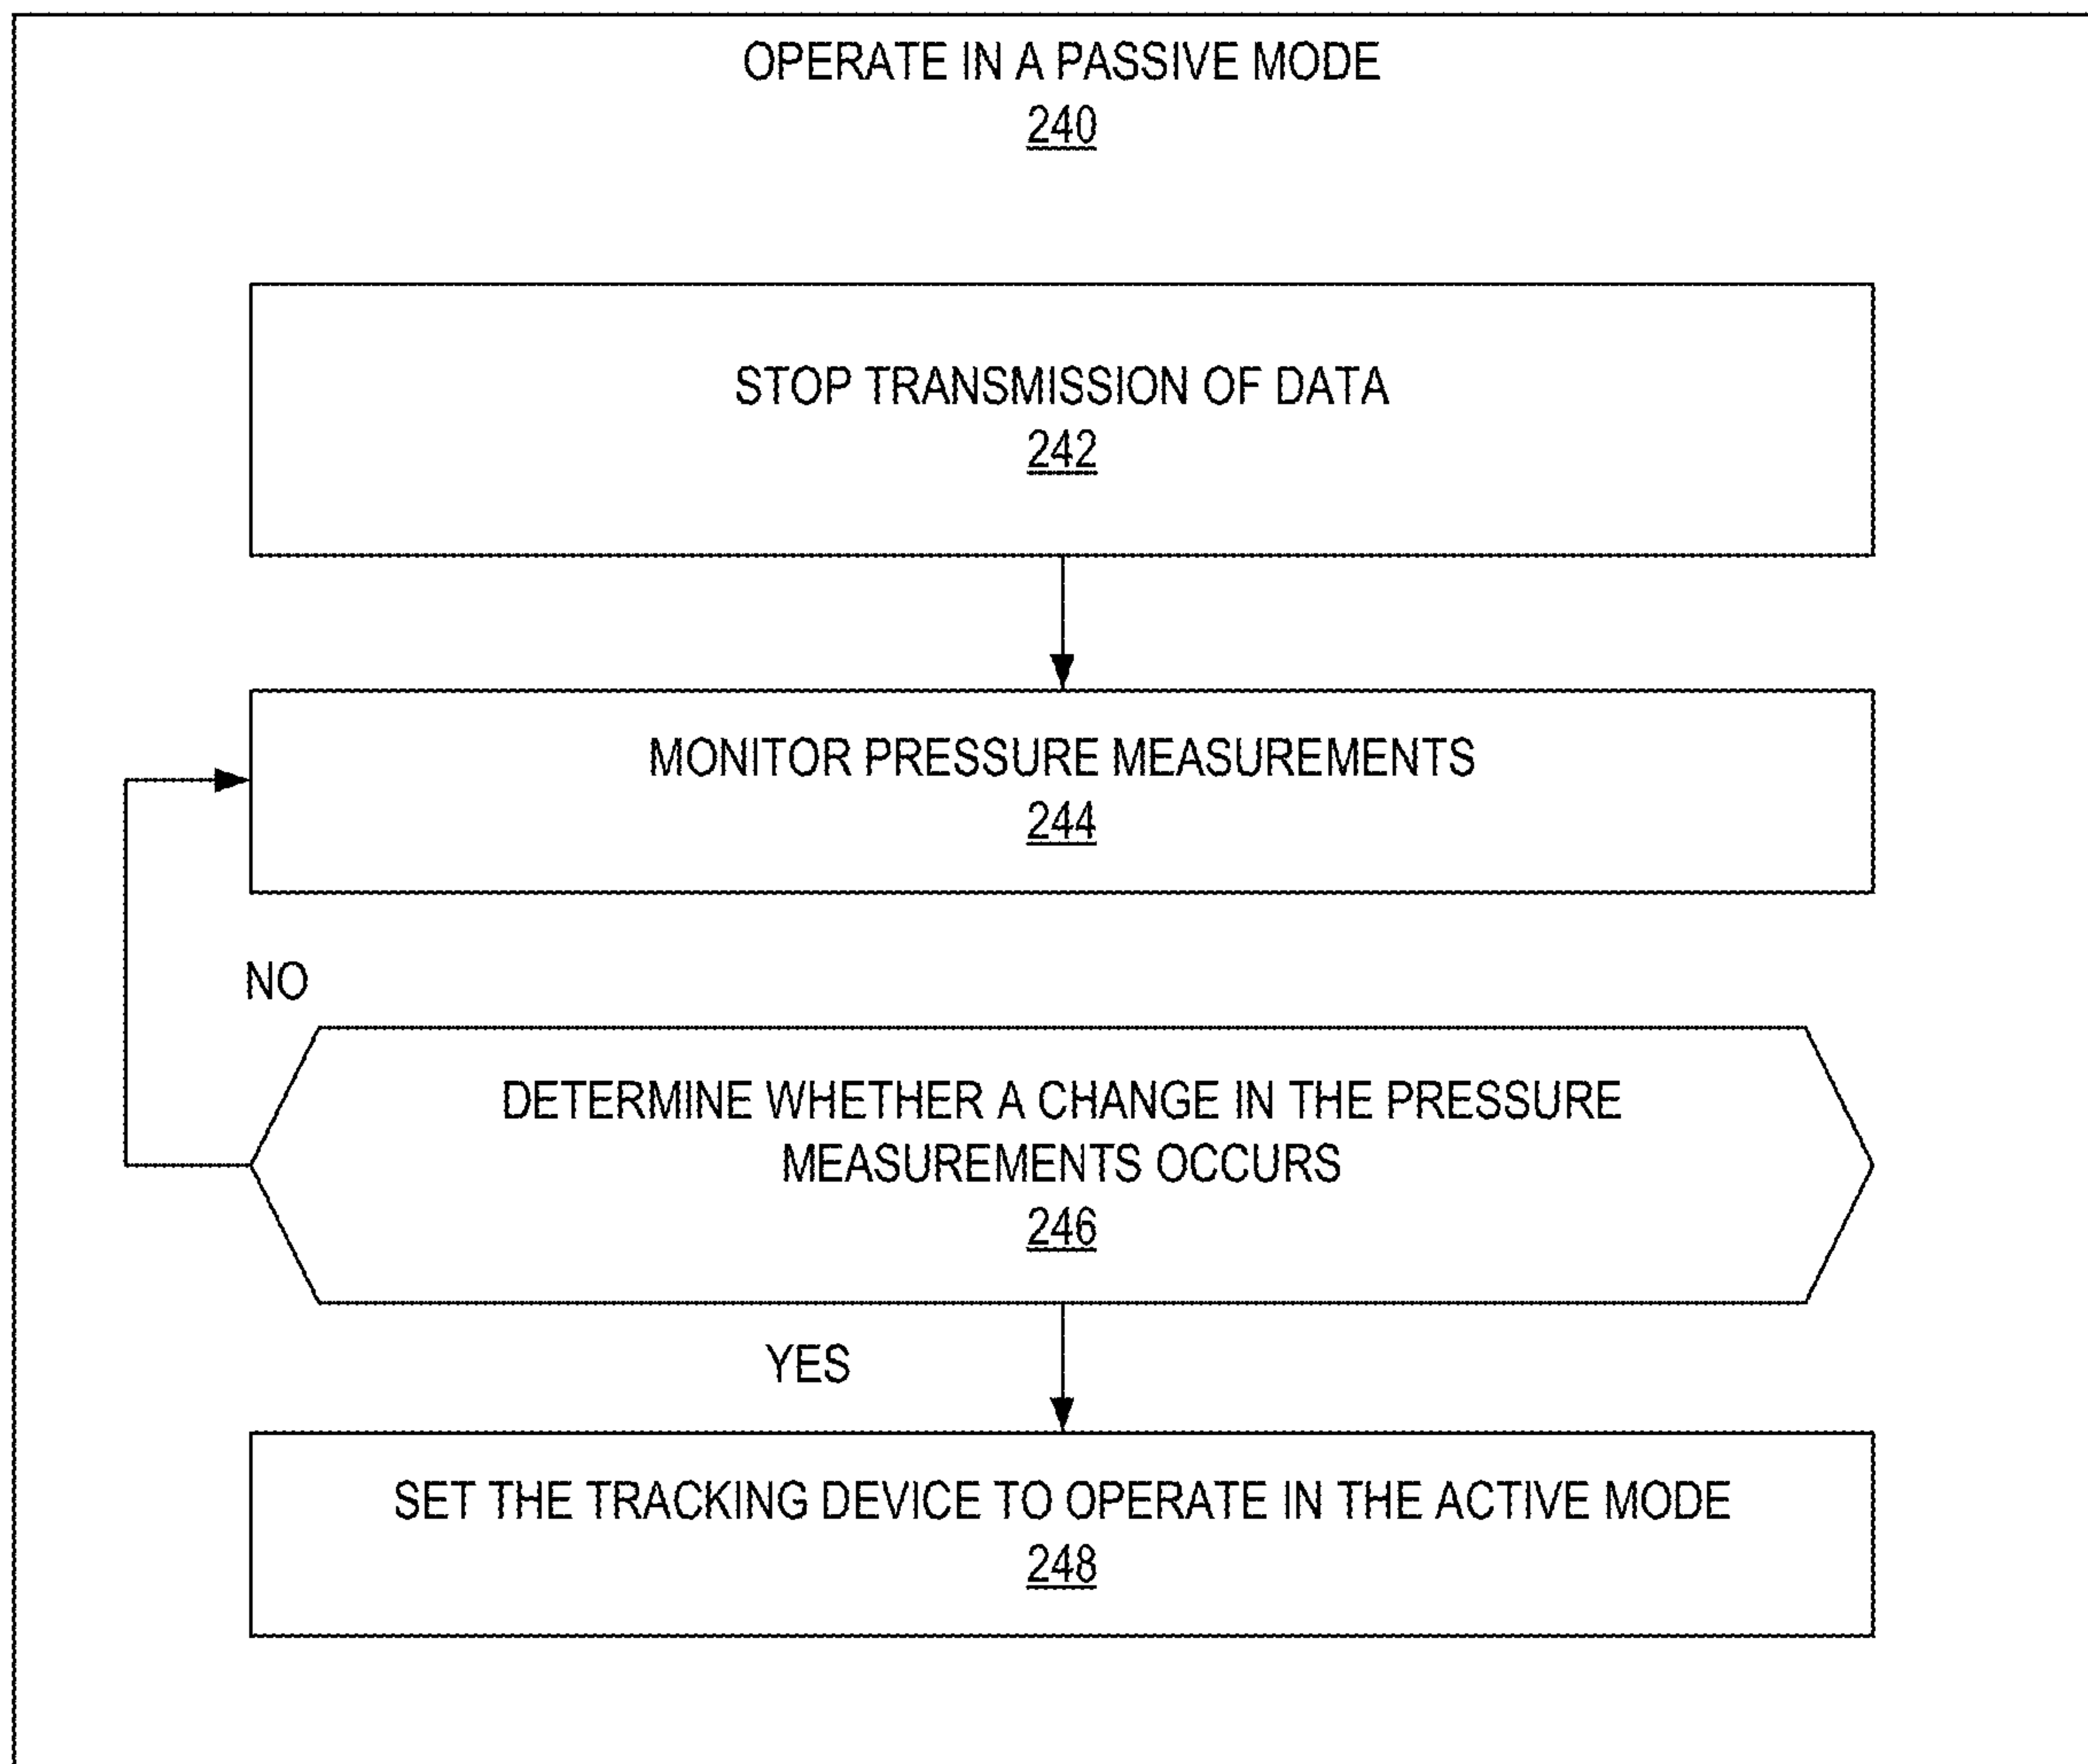 OPERATE IN A PASSIVE MODE
240
STOP TRANSMISSION OF DATA
242
MONITOR PRESSURE MEASUREMENTS
244
NO
DETERMINE WHETHER A CHANGE IN THE PRESSURE
MEASUREMENTS OCCURS
246
YES
SET THE TRACKING DEVICE TO OPERATE IN THE ACTIVE MODE
248